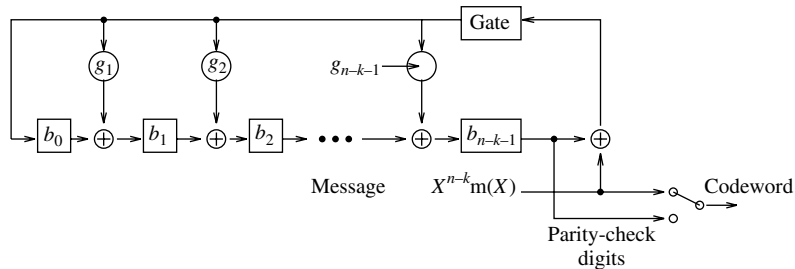 Gate
g₁
g₂
gₙ₋ₖ₋₁
b₀
b₁
b₂
bₙ₋ₖ₋₁
Message
Xⁿ⁻ᵏm(X)
Codeword
Parity-check
digits